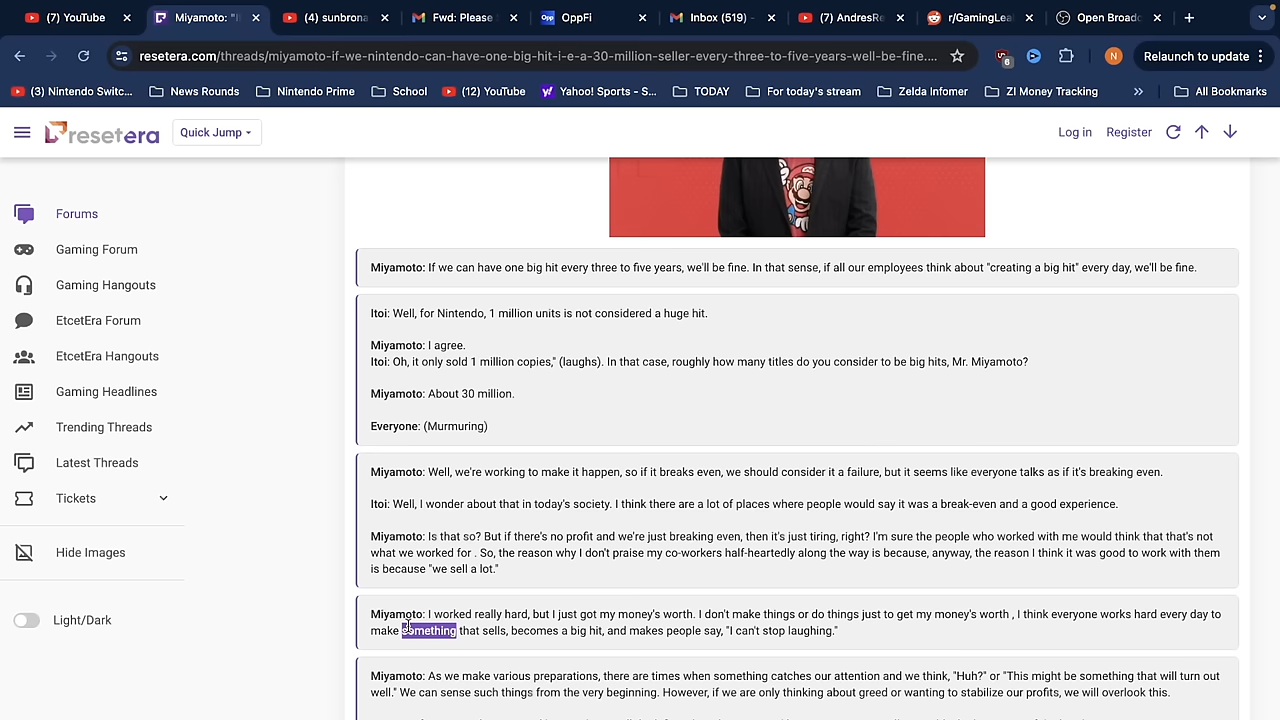 (7) YouTube
Miyamoto: "I
(4) sunbrona
Fwd: Please
Opp OppFi
Inbox (519) -
(7) AndresRe
r/GamingLea
Open Broadc
resetera.com/threads/miyamoto-if-we-nintendo-can-have-one-big-hit-i-e-a-30-million-seller-every-three-to-five-years-well-be-fine....
6
N
Relaunch to update
(3) Nintendo Switc...
News Rounds
Nintendo Prime
School
(12) YouTube
Yahoo! Sports - S...
TODAY
For today's stream
Zelda Infomer
ZI Money Tracking
»
All Bookmarks
resetera
Quick Jump
Log in
Register
Forums
Gaming Forum
Gaming Hangouts
EtcetEra Forum
EtcetEra Hangouts
Gaming Headlines
Trending Threads
Latest Threads
Tickets
Hide Images
Light/Dark
Miyamoto: If we can have one big hit every three to five years, we'll be fine. In that sense, if all our employees think about "creating a big hit" every day, we'll be fine.
Itoi: Well, for Nintendo, 1 million units is not considered a huge hit.
Miyamoto: I agree.
Itoi: Oh, it only sold 1 million copies," (laughs). In that case, roughly how many titles do you consider to be big hits, Mr. Miyamoto?
Miyamoto: About 30 million.
Everyone: (Murmuring)
Miyamoto: Well, we're working to make it happen, so if it breaks even, we should consider it a failure, but it seems like everyone talks as if it's breaking even.
Itoi: Well, I wonder about that in today's society. I think there are a lot of places where people would say it was a break-even and a good experience.
Miyamoto: Is that so? But if there's no profit and we're just breaking even, then it's just tiring, right? I'm sure the people who worked with me would think that that's not
what we worked for . So, the reason why I don't praise my co-workers half-heartedly along the way is because, anyway, the reason I think it was good to work with them
is because "we sell a lot."
Miyamoto: I worked really hard, but I just got my money's worth. I don't make things or do things just to get my money's worth , I think everyone works hard every day to
make something that sells, becomes a big hit, and makes people say, "I can't stop laughing."
Miyamoto: As we make various preparations, there are times when something catches our attention and we think, "Huh?" or "This might be something that will turn out
well." We can sense such things from the very beginning. However, if we are only thinking about greed or wanting to stabilize our profits, we will overlook this.